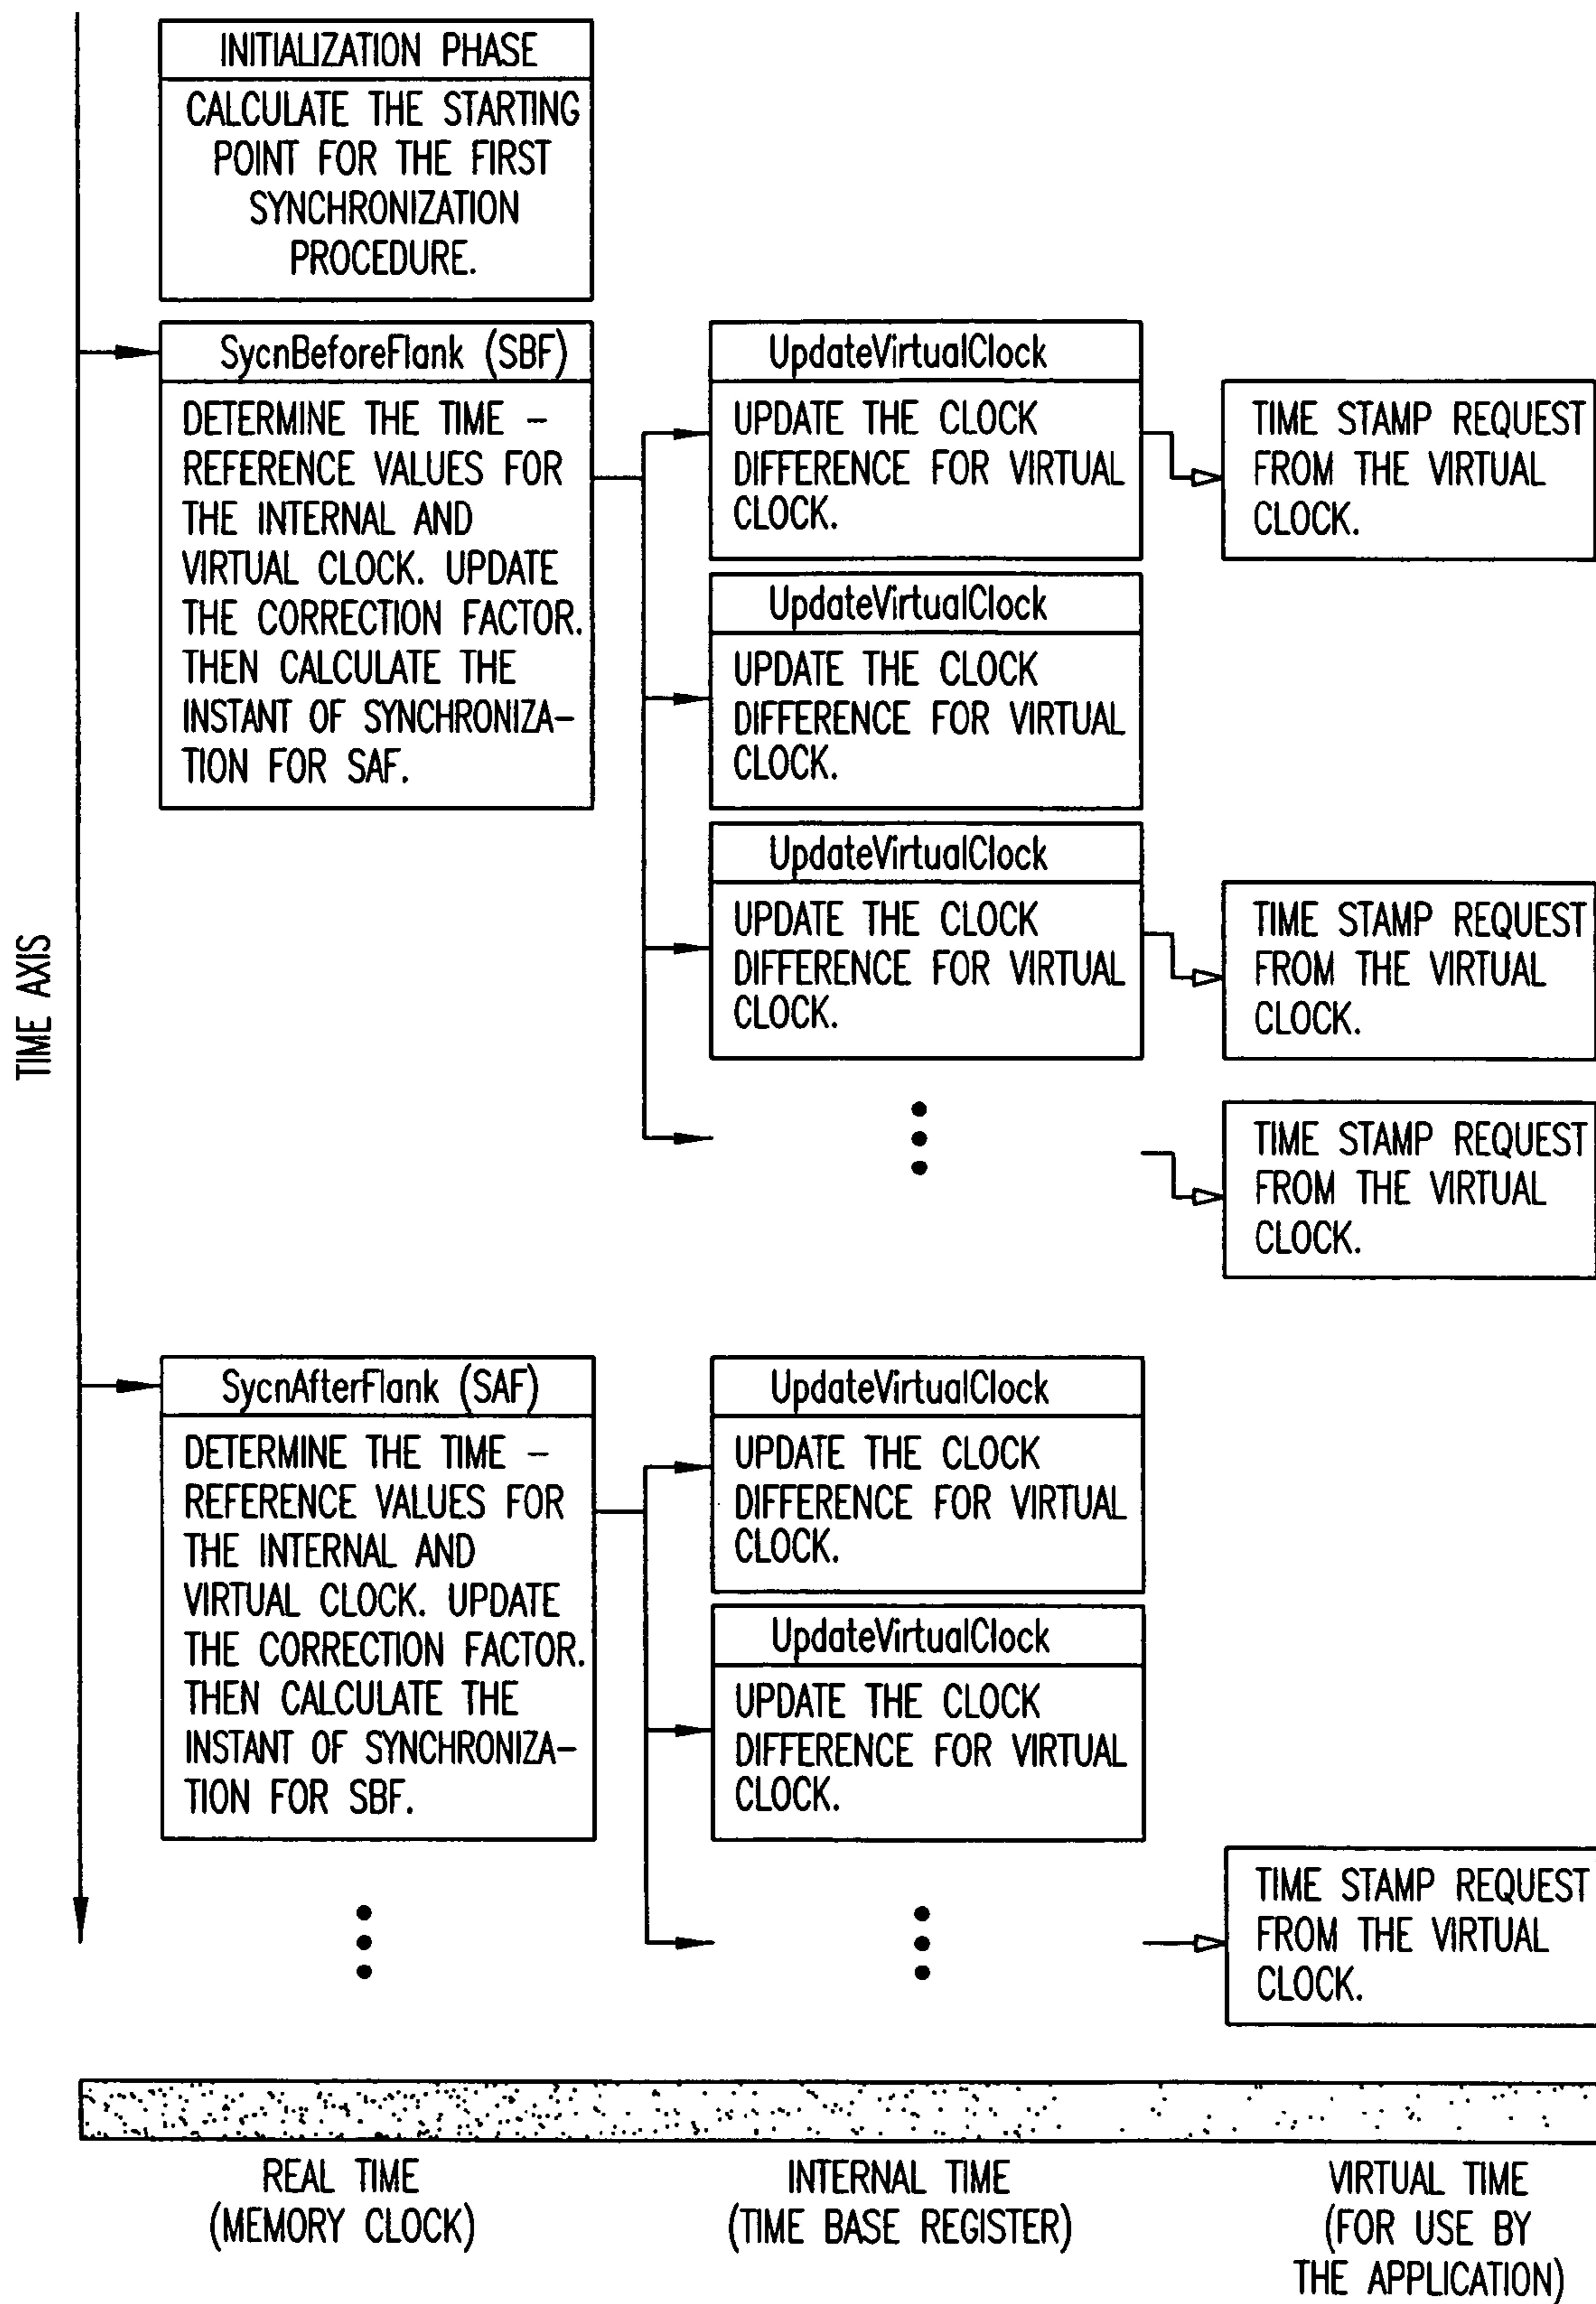 INITIALIZATION PHASE
CALCULATE THE STARTING
POINT FOR THE FIRST
SYNCHRONIZATION
PROCEDURE.
SycnBeforeFlank (SBF)
DETERMINE THE TIME –
REFERENCE VALUES FOR
THE INTERNAL AND
VIRTUAL CLOCK. UPDATE
THE CORRECTION FACTOR.
THEN CALCULATE THE
INSTANT OF SYNCHRONIZA–
TION FOR SAF.
UpdateVirtualClock
UPDATE THE CLOCK
DIFFERENCE FOR VIRTUAL
CLOCK.
TIME STAMP REQUEST
FROM THE VIRTUAL
CLOCK.
UpdateVirtualClock
UPDATE THE CLOCK
DIFFERENCE FOR VIRTUAL
CLOCK.
UpdateVirtualClock
UPDATE THE CLOCK
DIFFERENCE FOR VIRTUAL
CLOCK.
TIME STAMP REQUEST
FROM THE VIRTUAL
CLOCK.
TIME STAMP REQUEST
FROM THE VIRTUAL
CLOCK.
TIME AXIS
SycnAfterFlank (SAF)
DETERMINE THE TIME –
REFERENCE VALUES FOR
THE INTERNAL AND
VIRTUAL CLOCK. UPDATE
THE CORRECTION FACTOR.
THEN CALCULATE THE
INSTANT OF SYNCHRONIZA–
TION FOR SBF.
UpdateVirtualClock
UPDATE THE CLOCK
DIFFERENCE FOR VIRTUAL
CLOCK.
UpdateVirtualClock
UPDATE THE CLOCK
DIFFERENCE FOR VIRTUAL
CLOCK.
TIME STAMP REQUEST
FROM THE VIRTUAL
CLOCK.
REAL TIME
(MEMORY CLOCK)
INTERNAL TIME
(TIME BASE REGISTER)
VIRTUAL TIME
(FOR USE BY
THE APPLICATION)